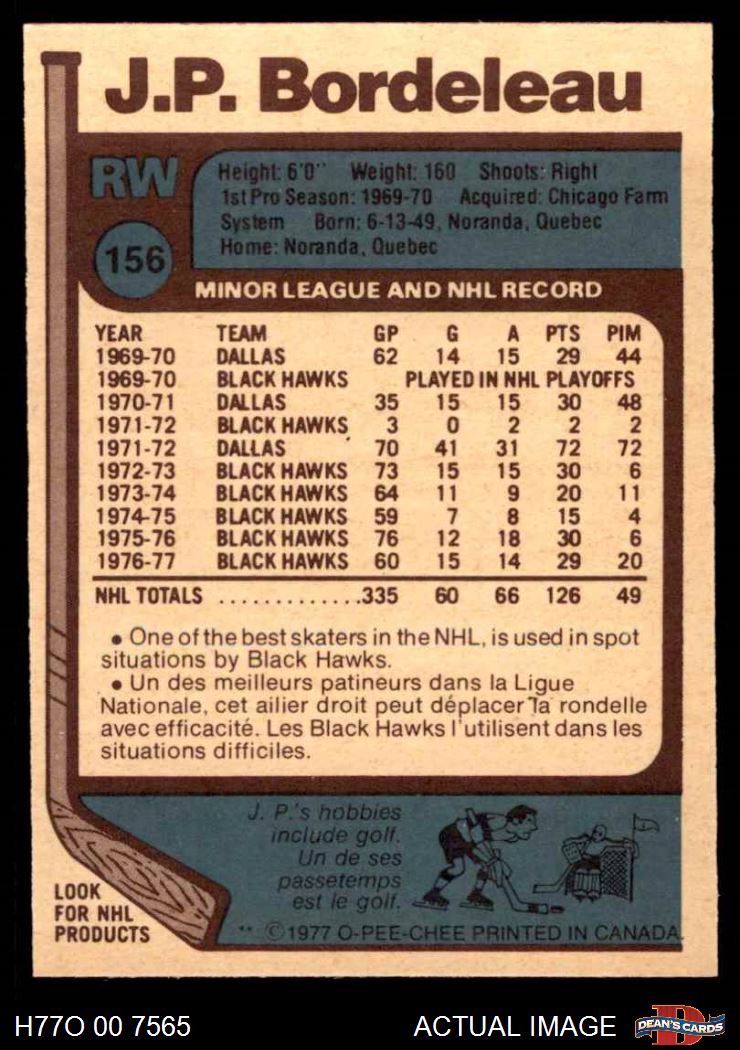 J.P. Bordeleau
RW
156
Height: 6'0'' Weight: 160 Shoots: Right
1st Pro Season: 1969-70 Acquired: Chicago Farm
System Born: 6-13-49, Noranda, Quebec
Home: Noranda, Quebec
MINOR LEAGUE AND NHL RECORD
YEAR TEAM GP G A PTS PIM
1969-70 DALLAS 62 14 15 29 44
1969-70 BLACK HAWKS PLAYED IN NHL PLAYOFFS
1970-71 DALLAS 35 15 15 30 48
1971-72 BLACK HAWKS 3 0 2 2 2
1971-72 DALLAS 70 41 31 72 72
1972-73 BLACK HAWKS 73 15 15 30 6
1973-74 BLACK HAWKS 64 11 9 20 11
1974-75 BLACK HAWKS 59 7 8 15 4
1975-76 BLACK HAWKS 76 12 18 30 6
1976-77 BLACK HAWKS 60 15 14 29 20
NHL TOTALS .............335 60 66 126 49
• One of the best skaters in the NHL, is used in spot
situations by Black Hawks.
• Un des meilleurs patineurs dans la Ligue
Nationale, cet ailier droit peut déplacer la rondelle
avec efficacité. Les Black Hawks l'utilisent dans les
situations difficiles.
J. P.'s hobbies
include golf.
Un de ses
passetemps
est le golf.
LOOK
FOR NHL
PRODUCTS
** ©1977 O-PEE-CHEE PRINTED IN CANADA.
H77O 00 7565
ACTUAL IMAGE
D
DEAN'S CARDS